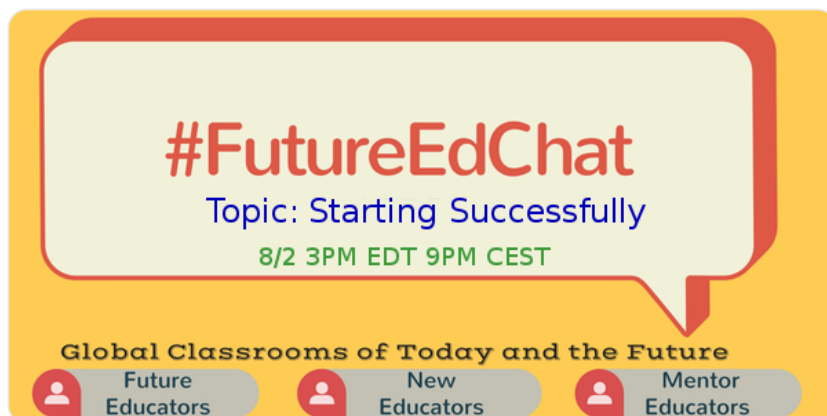 #FutureEdChat
Topic: Starting Successfully
8/2 3PM EDT 9PM CEST
Global Classrooms of Today and the Future
Future
Educators
New
Educators
Mentor
Educators